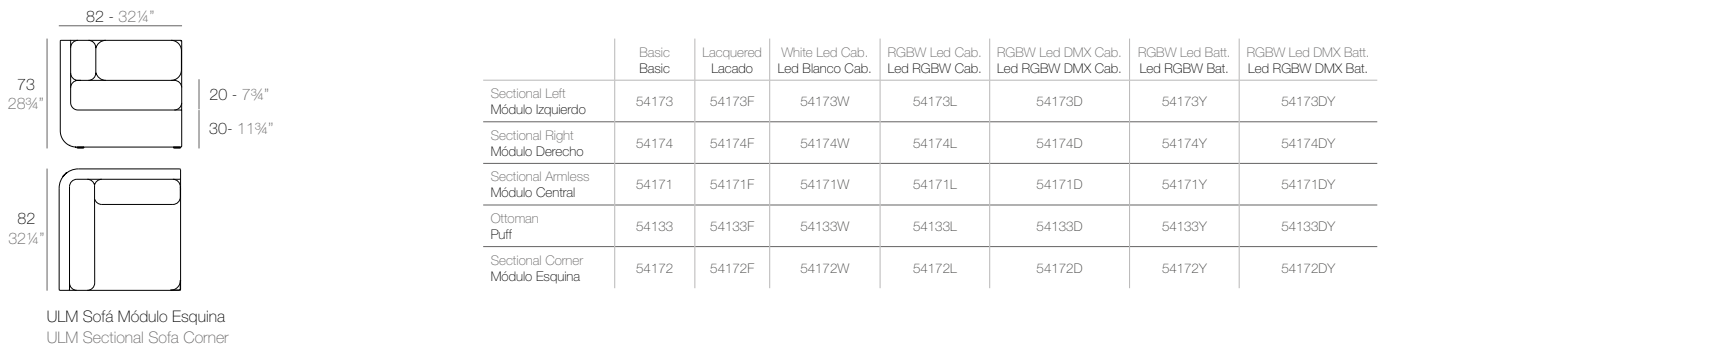 82 - 32¼"
73
28¾"
20 - 7¾"
30- 11¾"
82
32¼"
ULM Sofá Módulo Esquina
ULM Sectional Sofa Corner
Basic Lacquered White Led Cab. RGBW Led Cab. RGBW Led DMX Cab. RGBW Led Batt. RGBW Led DMX Batt.
Basic Lacado Led Blanco Cab. Led RGBW Cab. Led RGBW DMX Cab. Led RGBW Bat. Led RGBW DMX Bat.
Sectional Left
Módulo Izquierdo
54173 54173F 54173W 54173L 54173D 54173Y 54173DY
Sectional Right
Módulo Derecho
54174 54174F 54174W 54174L 54174D 54174Y 54174DY
Sectional Armless
Módulo Central
54171 54171F 54171W 54171L 54171D 54171Y 54171DY
Ottoman
Puff
54133 54133F 54133W 54133L 54133D 54133Y 54133DY
Sectional Corner
Módulo Esquina
54172 54172F 54172W 54172L 54172D 54172Y 54172DY